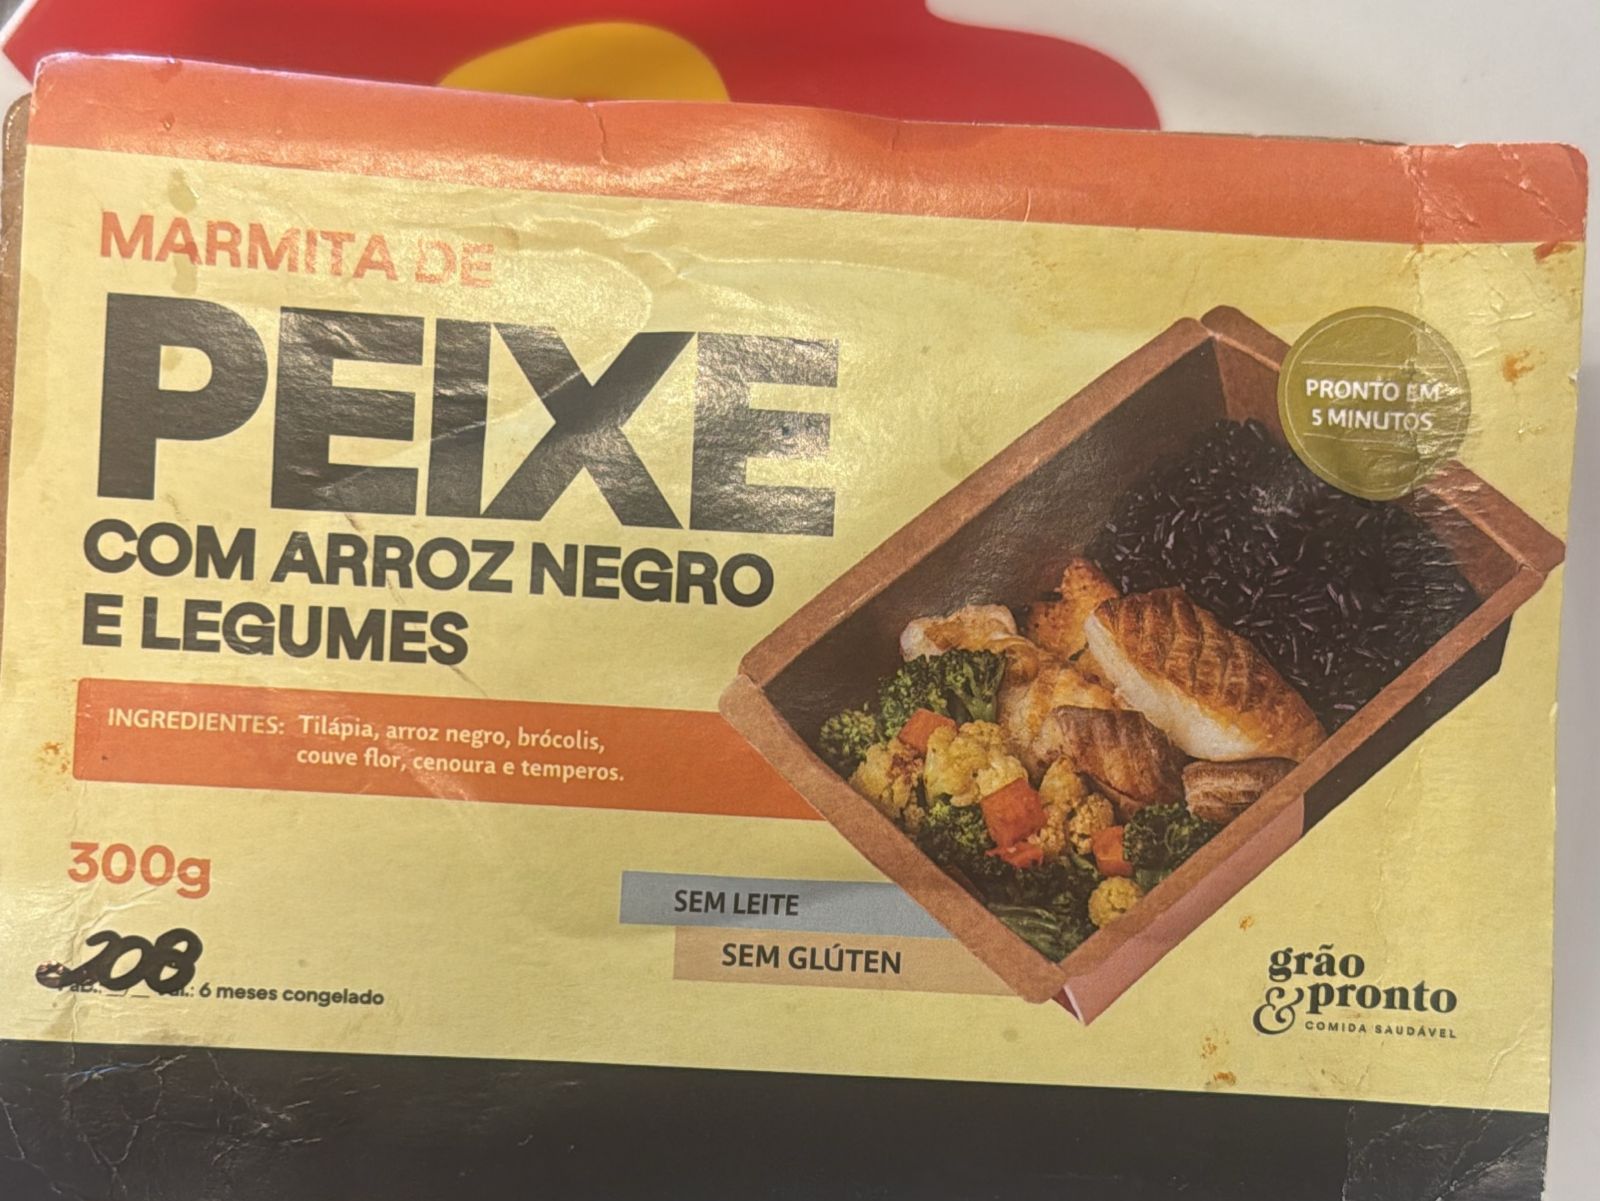 MARMITA DE
PEIXE
COM ARROZ NEGRO
E LEGUMES
PRONTO EM
5 MINUTOS
INGREDIENTES: Tilápia, arroz negro, brócolis,
couve flor, cenoura e temperos.
300g
208
6 meses congelado
SEM LEITE
SEM GLÚTEN
grão
&pronto
COMIDA SAUDÁVEL